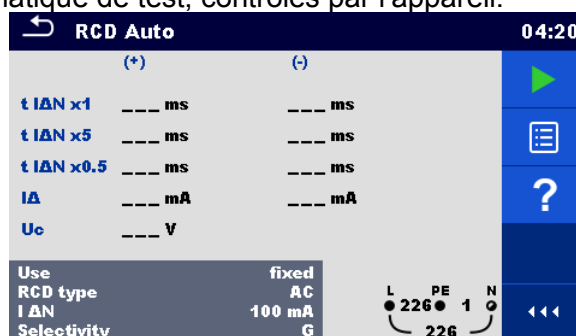 matique de test, contrôlés par l'appareil.
RCD Auto 04:20
(+) (-)
t IΔN x1 ___ ms ___ ms
t IΔN x5 ___ ms ___ ms
t IΔN x0.5 ___ ms ___ ms
IΔ ___ mA ___ mA
Uc ___ V
?
Use fixed
RCD type AC
I ΔN 100 mA
Selectivity G
L PE N
226 1
226